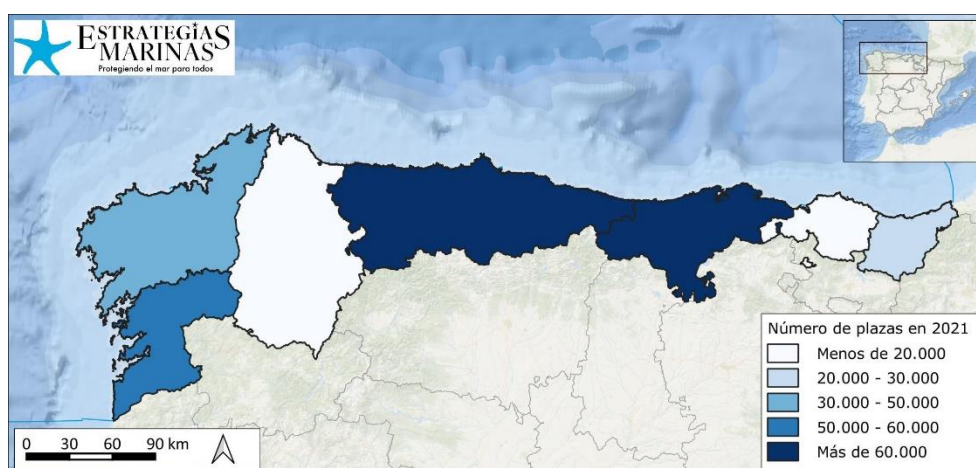 ESTRATEGIAS
MARINAS
Protegiendo el mar para todos
Número de plazas en 2021
Menos de 20.000
20.000 - 30.000
30.000 - 50.000
50.000 - 60.000
Más de 60.000
0 30 60 90 km